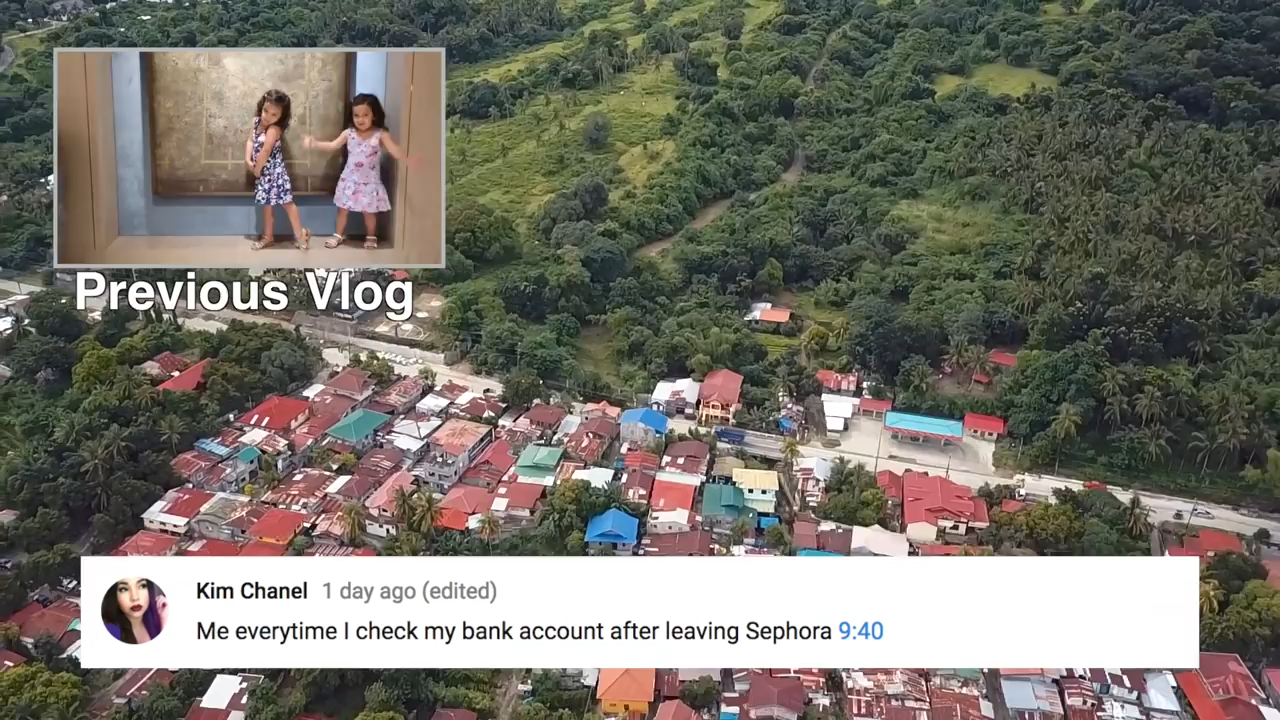 Previous Vlog
Kim Chanel 1 day ago (edited)
Me everytime I check my bank account after leaving Sephora 9:40